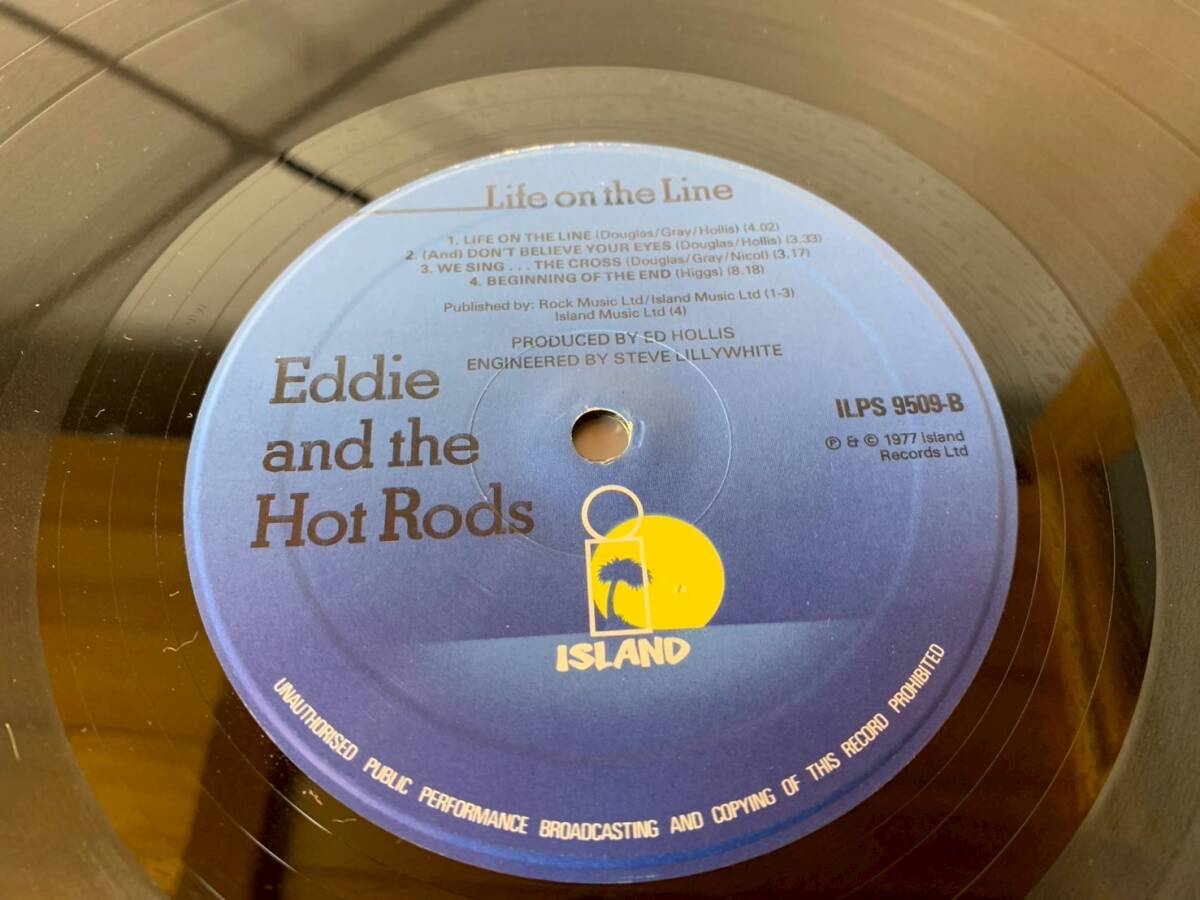 Life on the Line
1. LIFE ON THE LINE (Douglas/Gray/Hollis) (4.02)
2. (And) DON'T BELIEVE YOUR EYES (Douglas/Hollis) (3.33)
3. WE SING . . . THE CROSS (Douglas/Gray/Nicol) (3.17)
4. BEGINNING OF THE END (Higgs) (8.18)
Published by: Rock Music Ltd/Island Music Ltd (1-3)
Island Music Ltd (4)
PRODUCED BY ED HOLLIS
ENGINEERED BY STEVE LILLYWHITE
Eddie
and the
Hot Rods
ILPS 9509-B
℗ & © 1977 Island
Records Ltd
ISLAND
UNAUTHORISED PUBLIC PERFORMANCE BROADCASTING AND COPYING OF THIS RECORD PROHIBITED